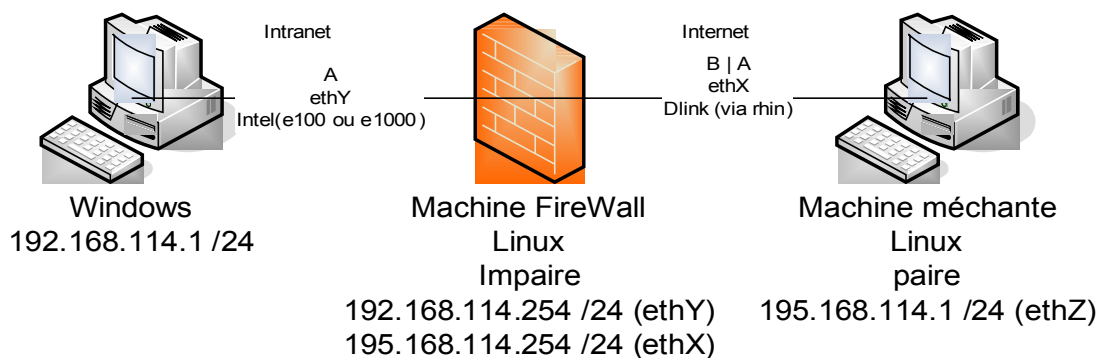 Intranet
Internet
A
ethY
Intel(e100 ou e1000)
B | A
ethX
Dlink (via rhin)
Windows
192.168.114.1 /24
Machine FireWall
Linux
Impaire
192.168.114.254 /24 (ethY)
195.168.114.254 /24 (ethX)
Machine méchante
Linux
paire
195.168.114.1 /24 (ethZ)